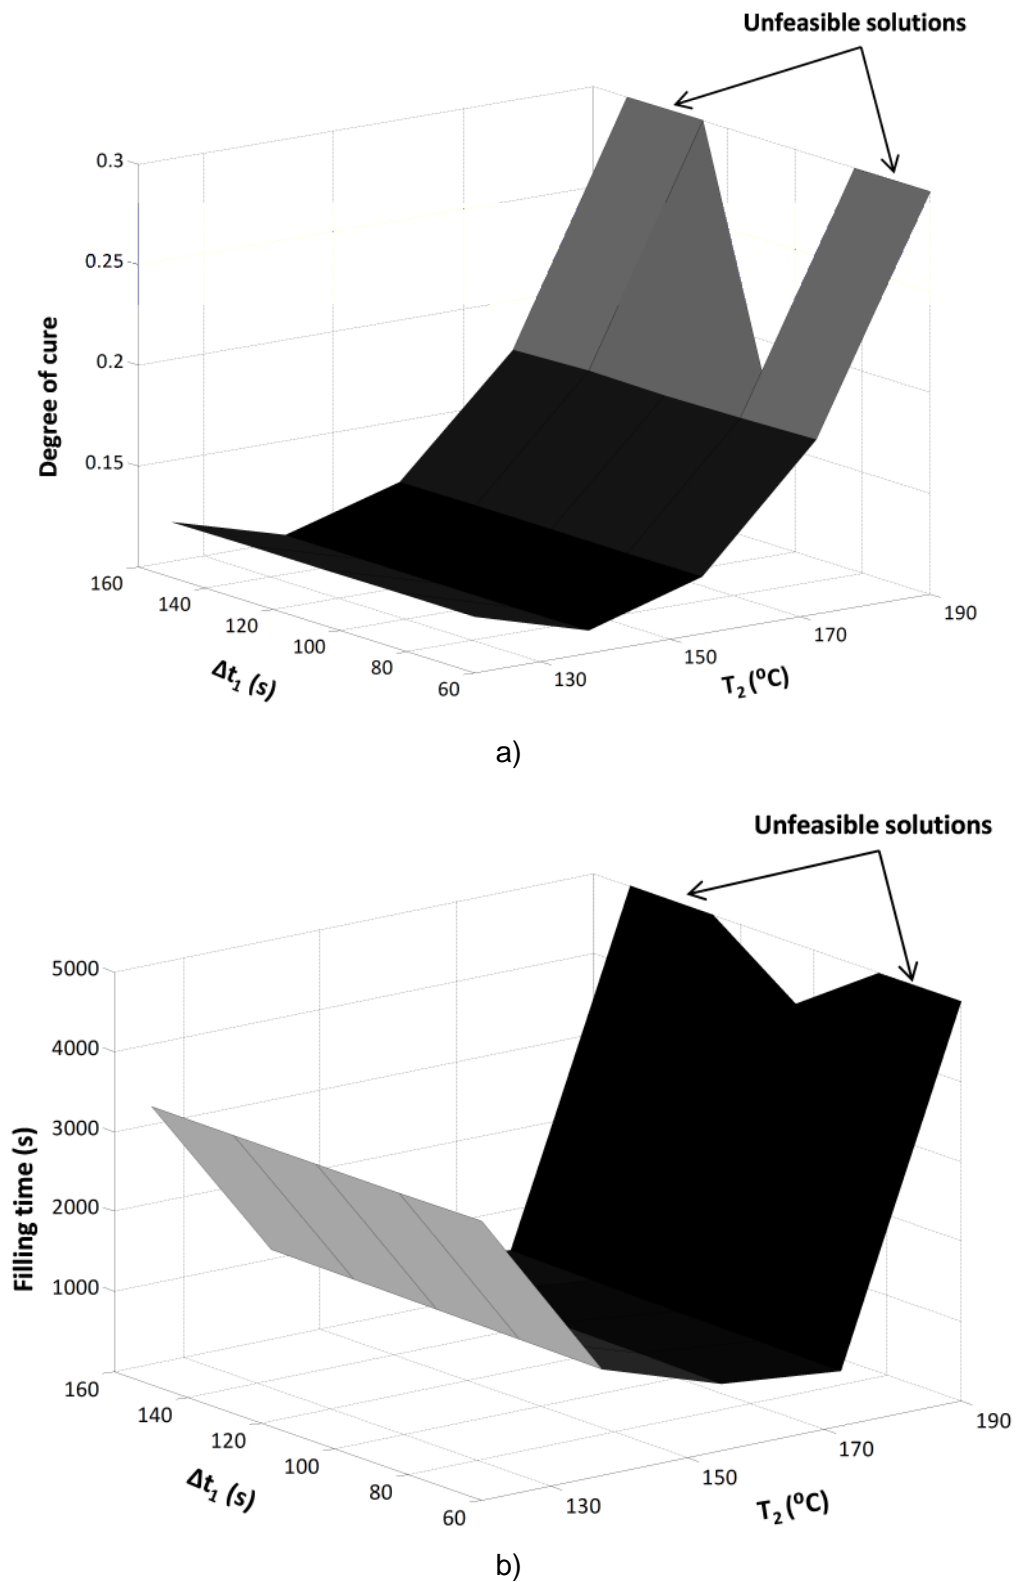 Unfeasible solutions
0.3
0.25
0.2
0.15
Degree of cure
160
140
120
100
80
60
Δt₁ (s)
130
150
170
190
T₂ (⁰C)
a)
Unfeasible solutions
5000
4000
3000
2000
1000
Filling time (s)
160
140
120
100
80
60
Δt₁ (s)
130
150
170
190
T₂ (⁰C)
b)